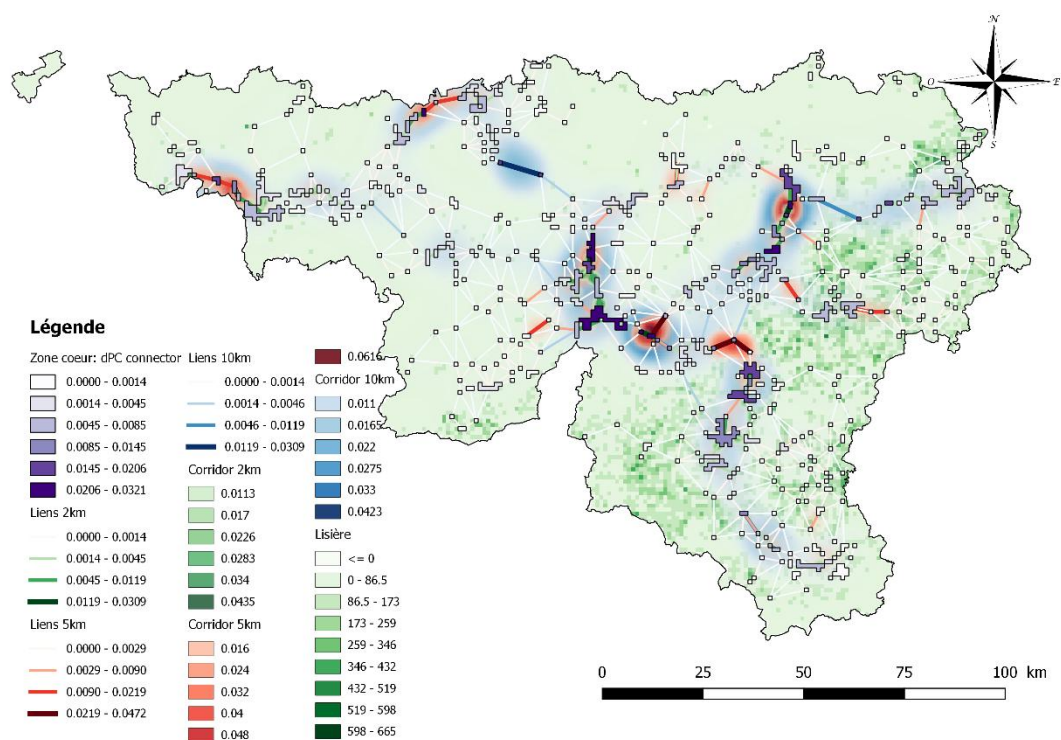 N
O
E
S
Légende
Zone coeur: dPC connector
0.0000 - 0.0014
0.0014 - 0.0045
0.0045 - 0.0085
0.0085 - 0.0145
0.0145 - 0.0206
0.0206 - 0.0321
Liens 2km
0.0000 - 0.0014
0.0014 - 0.0045
0.0045 - 0.0119
0.0119 - 0.0309
Liens 5km
0.0000 - 0.0029
0.0029 - 0.0090
0.0090 - 0.0219
0.0219 - 0.0472
Liens 10km
0.0000 - 0.0014
0.0014 - 0.0046
0.0046 - 0.0119
0.0119 - 0.0309
Corridor 2km
0.0113
0.017
0.0226
0.0283
0.034
0.0435
Corridor 5km
0.016
0.024
0.032
0.04
0.048
0.0616
Corridor 10km
0.011
0.0165
0.022
0.0275
0.033
0.0423
Lisière
<= 0
0 - 86.5
86.5 - 173
173 - 259
259 - 346
346 - 432
432 - 519
519 - 598
598 - 665
0 25 50 75 100 km